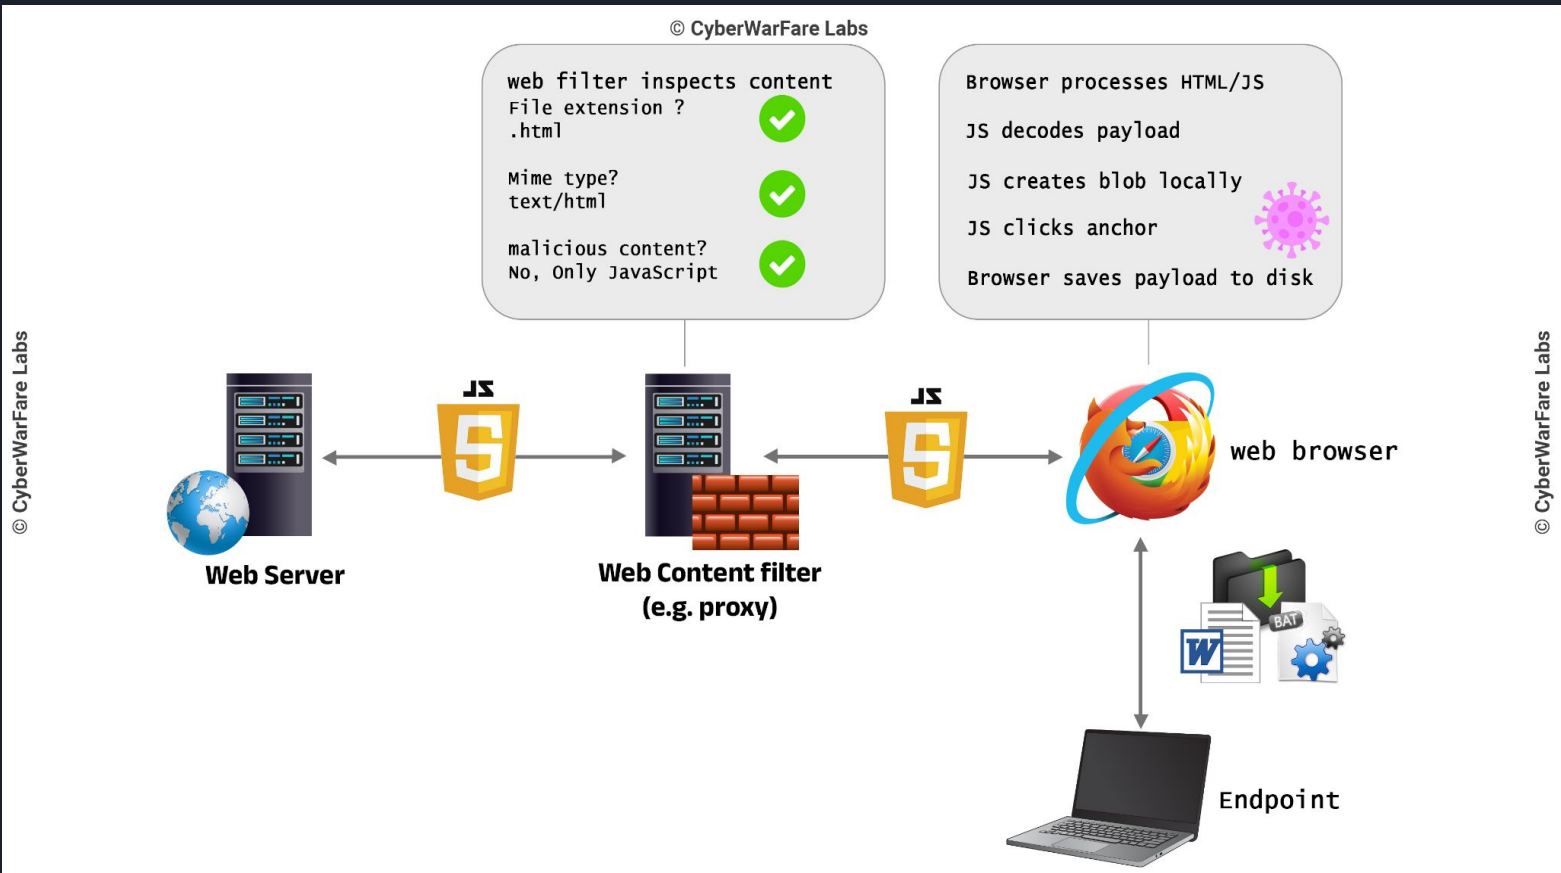 © CyberWarFare Labs
web filter inspects content
File extension ?
.html
Mime type?
text/html
malicious content?
No, Only JavaScript
Browser processes HTML/JS
JS decodes payload
JS creates blob locally
JS clicks anchor
Browser saves payload to disk
© CyberWarFare Labs
JS
5
JS
5
web browser
© CyberWarFare Labs
Web Server
Web Content filter
(e.g. proxy)
BAT
W
Endpoint